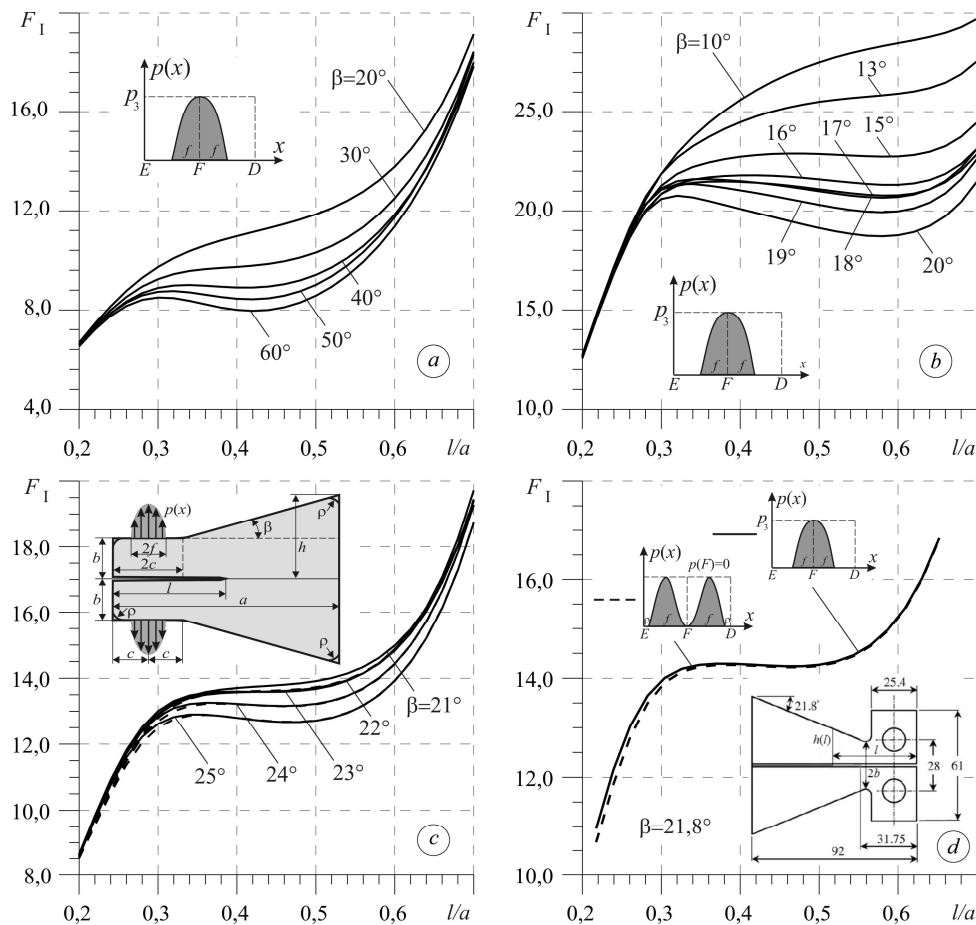 F I
16,0
12,0
8,0
4,0
0,2 0,3 0,4 0,5 0,6 l/a
p(x)
p3
f f
E F D
x
β=20°
30°
40°
50°
60°
a
F I
25,0
20,0
15,0
10,0
0,2 0,3 0,4 0,5 0,6 l/a
β=10°
13°
16° 17° 15°
19° 18° 20°
p(x)
p3
f f
E F D
x
b
F I
18,0
16,0
14,0
12,0
10,0
8,0
0,2 0,3 0,4 0,5 0,6 l/a
p(x)
2f
2c
b
b
l
a
h
β
ρ
ρ
ρ
c c
β=21°
22°
25° 24° 23°
c
F I
16,0
14,0
12,0
10,0
0,2 0,3 0,4 0,5 0,6 l/a
p(x)
p3
f f
E F D
x
p(x)
p(F)=0
f f
E F D
x
β=21,8°
25.4
21.8°
h(l)
l
2b
28
61
31.75
92
d